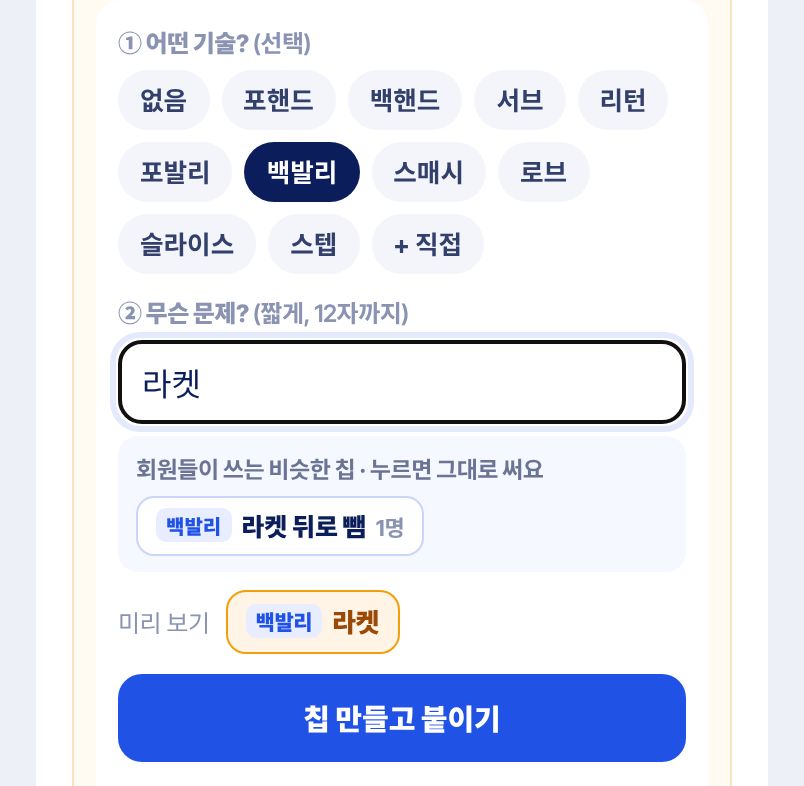 ① 어떤 기술? (선택)
없음 포핸드 백핸드 서브 리턴
포발리 백발리 스매시 로브
슬라이스 스텝 + 직접
② 무슨 문제? (짧게, 12자까지)
라켓
회원들이 쓰는 비슷한 칩 · 누르면 그대로 써요
백발리 라켓 뒤로 뺌 1명
미리 보기 백발리 라켓
칩 만들고 붙이기